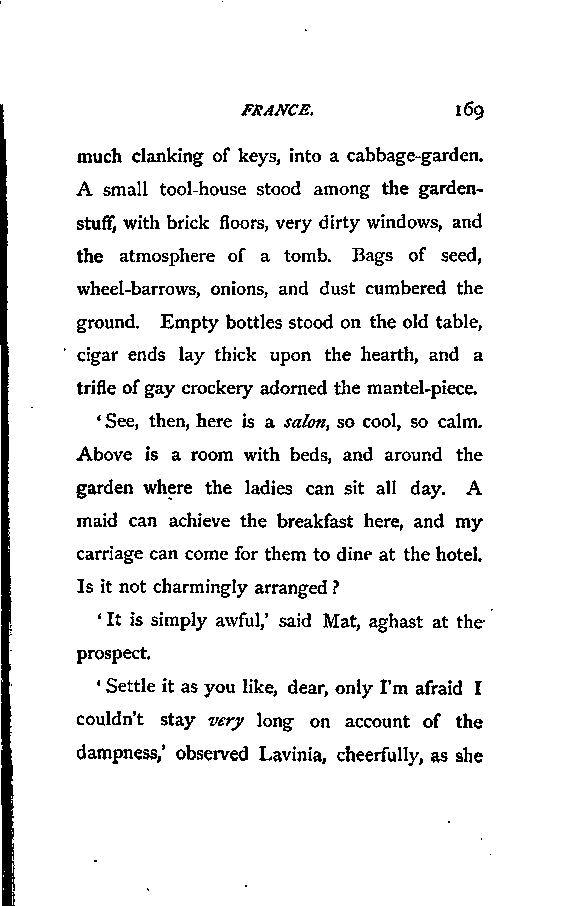 FRANCE. 169
much clanking of keys, into a cabbage-garden.
A small tool-house stood among the garden-
stuff, with brick floors, very dirty windows, and
the atmosphere of a tomb. Bags of seed,
wheel-barrows, onions, and dust cumbered the
ground. Empty bottles stood on the old table,
cigar ends lay thick upon the hearth, and a
trifle of gay crockery adorned the mantel-piece.
‘See, then, here is a salon, so cool, so calm.
Above is a room with beds, and around the
garden where the ladies can sit all day. A
maid can achieve the breakfast here, and my
carriage can come for them to dine at the hotel.
Is it not charmingly arranged?
‘It is simply awful,’ said Mat, aghast at the
prospect.
‘Settle it as you like, dear, only I’m afraid I
couldn’t stay very long on account of the
dampness,’ observed Lavinia, cheerfully, as she